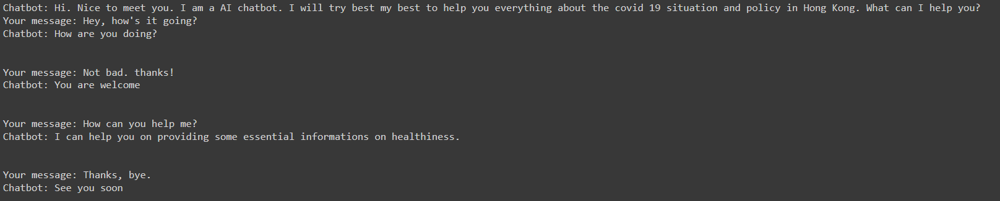 Chatbot: Hi. Nice to meet you. I am a AI chatbot. I will try best my best to help you everything about the covid 19 situation and policy in Hong Kong. What can I help you?
Your message: Hey, how's it going?
Chatbot: How are you doing?
Your message: Not bad. thanks!
Chatbot: You are welcome
Your message: How can you help me?
Chatbot: I can help you on providing some essential informations on healthiness.
Your message: Thanks, bye.
Chatbot: See you soon